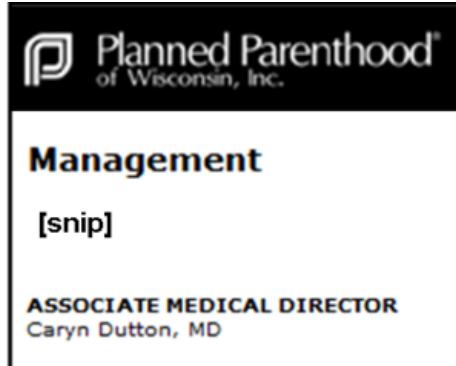 Planned Parenthood®
of Wisconsin, Inc.
Management
[snip]
ASSOCIATE MEDICAL DIRECTOR
Caryn Dutton, MD